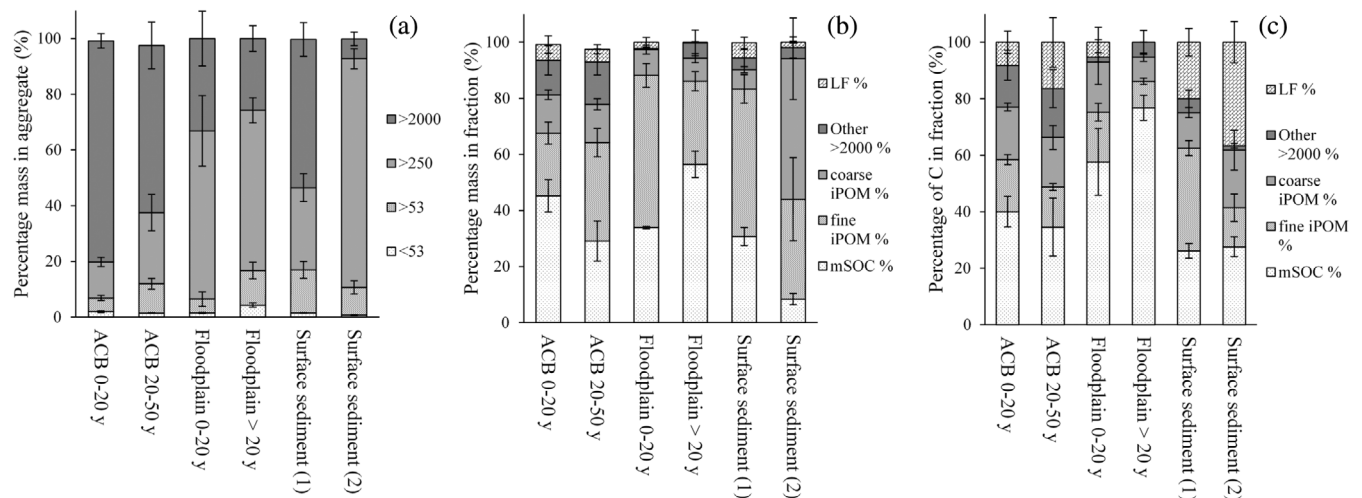 (a)
Percentage mass in aggregate (%)
100
80
60
40
20
0
ACB 0-20 y
ACB 20-50 y
Floodplain 0-20 y
Floodplain > 20 y
Surface sediment (1)
Surface sediment (2)
>2000
>250
>53
<53
(b)
Percentage mass in fraction (%)
100
80
60
40
20
0
ACB 0-20 y
ACB 20-50 y
Floodplain 0-20 y
Floodplain > 20 y
Surface sediment (1)
Surface sediment (2)
LF %
Other
>2000 %
coarse
iPOM %
fine
iPOM %
mSOC %
(c)
Percentage of C in fraction (%)
100
80
60
40
20
0
ACB 0-20 y
ACB 20-50 y
Floodplain 0-20 y
Floodplain > 20 y
Surface sediment (1)
Surface sediment (2)
LF %
Other
>2000 %
coarse
iPOM %
fine iPOM
%
mSOC %